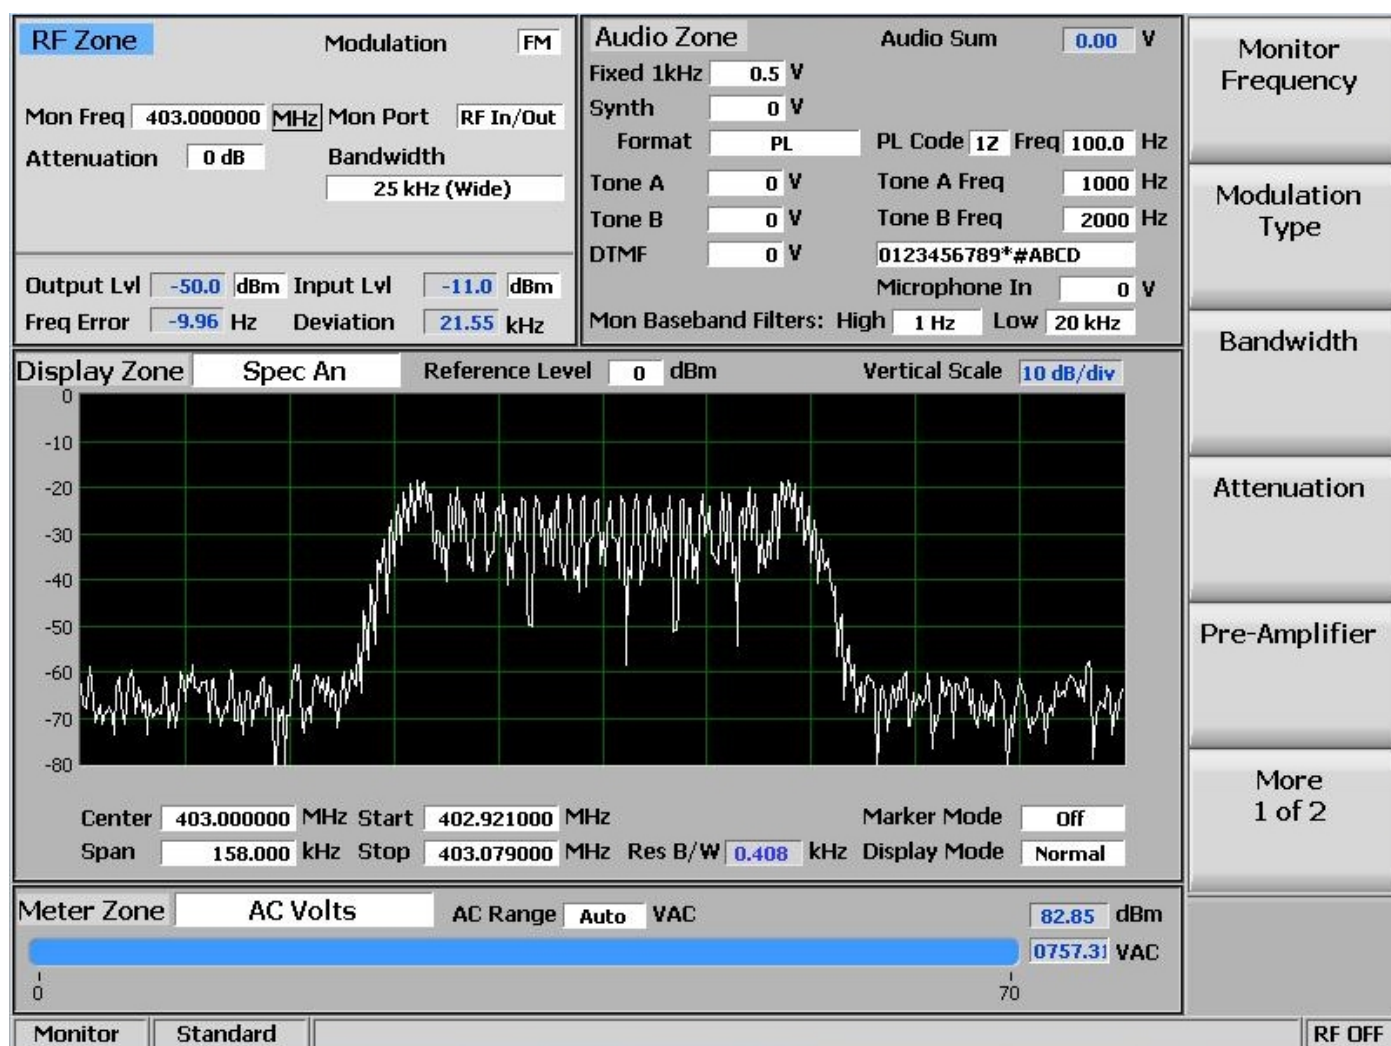 RF Zone Modulation FM
Mon Freq 403.000000 MHz Mon Port RF In/Out
Attenuation 0 dB Bandwidth
25 kHz (Wide)
Output Lvl -50.0 dBm Input Lvl -11.0 dBm
Freq Error -9.96 Hz Deviation 21.55 kHz
Audio Zone Audio Sum 0.00 V
Fixed 1kHz 0.5 V
Synth 0 V
Format PL PL Code 1Z Freq 100.0 Hz
Tone A 0 V Tone A Freq 1000 Hz
Tone B 0 V Tone B Freq 2000 Hz
DTMF 0 V 0123456789*#ABCD
Microphone In 0 V
Mon Baseband Filters: High 1 Hz Low 20 kHz
Display Zone Spec An Reference Level 0 dBm Vertical Scale 10 dB/div
0
-10
-20
-30
-40
-50
-60
-70
-80
Center 403.000000 MHz Start 402.921000 MHz Marker Mode Off
Span 158.000 kHz Stop 403.079000 MHz Res B/W 0.408 kHz Display Mode Normal
Meter Zone AC Volts AC Range Auto VAC 82.85 dBm
0757.31 VAC
0 70
Monitor Standard RF OFF
Monitor
Frequency
Modulation
Type
Bandwidth
Attenuation
Pre-Amplifier
More
1 of 2